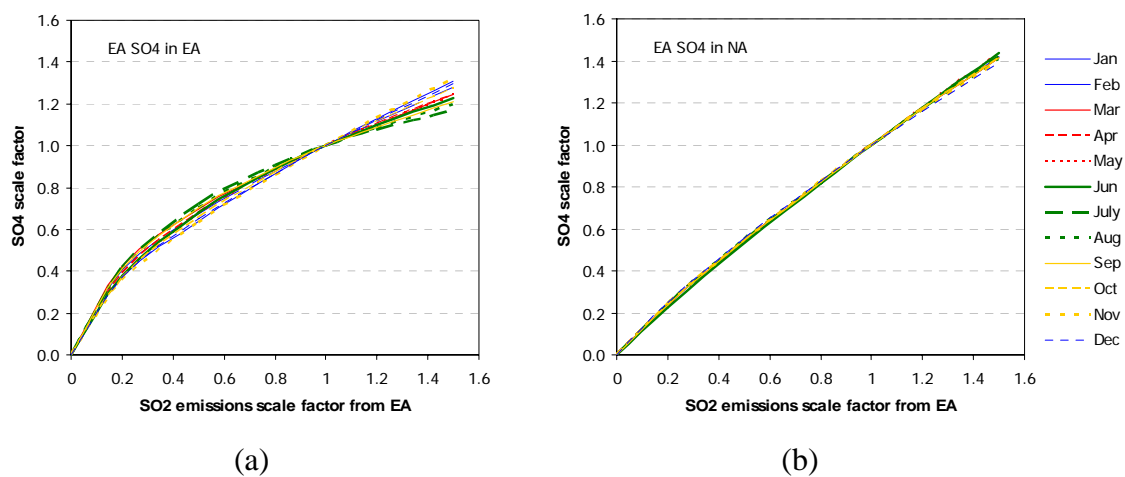 EA SO4 in EA
SO4 scale factor
1.6
1.4
1.2
1.0
0.8
0.6
0.4
0.2
0.0
0 0.2 0.4 0.6 0.8 1 1.2 1.4 1.6
SO2 emissions scale factor from EA
(a)
EA SO4 in NA
SO4 scale factor
1.6
1.4
1.2
1.0
0.8
0.6
0.4
0.2
0.0
0 0.2 0.4 0.6 0.8 1 1.2 1.4 1.6
SO2 emissions scale factor from EA
(b)
Jan
Feb
Mar
Apr
May
Jun
July
Aug
Sep
Oct
Nov
Dec